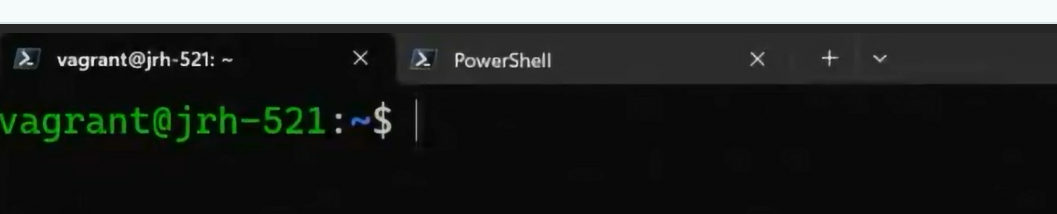 vagrant@jrh-521: ~ PowerShell
vagrant@jrh-521:~$